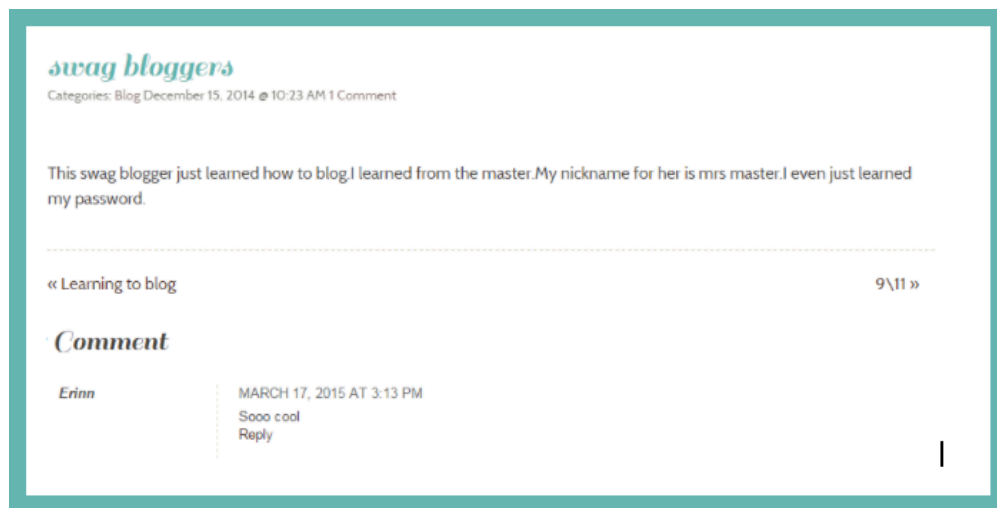 swag bloggers
Categories: Blog December 15, 2014 @ 10:23 AM 1 Comment
This swag blogger just learned how to blog.I learned from the master.My nickname for her is mrs master.I even just learned
my password.
« Learning to blog 9\11 »
Comment
Erinn MARCH 17, 2015 AT 3:13 PM
Sooo cool
Reply